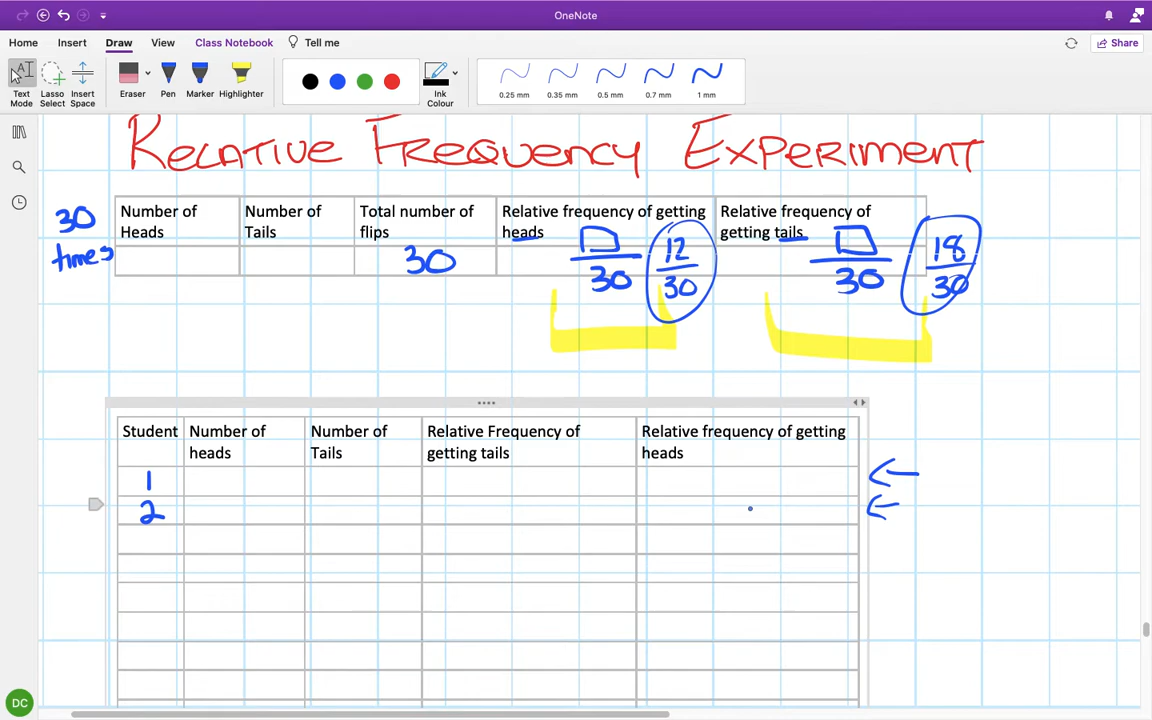 OneNote
Home Insert Draw View Class Notebook Tell me Share
Text Mode Lasso Select Insert Space Eraser Pen Marker Highlighter Ink Colour 0.25 mm 0.35 mm 0.5 mm 0.7 mm 1 mm
RELATIVE FREQUENCY EXPERIMENT
30 times
Number of Heads Number of Tails Total number of flips Relative frequency of getting heads Relative frequency of getting tails
30 □/30 12/30 □/30 18/30
Student Number of heads Number of Tails Relative Frequency of getting tails Relative frequency of getting heads
1
2
DC